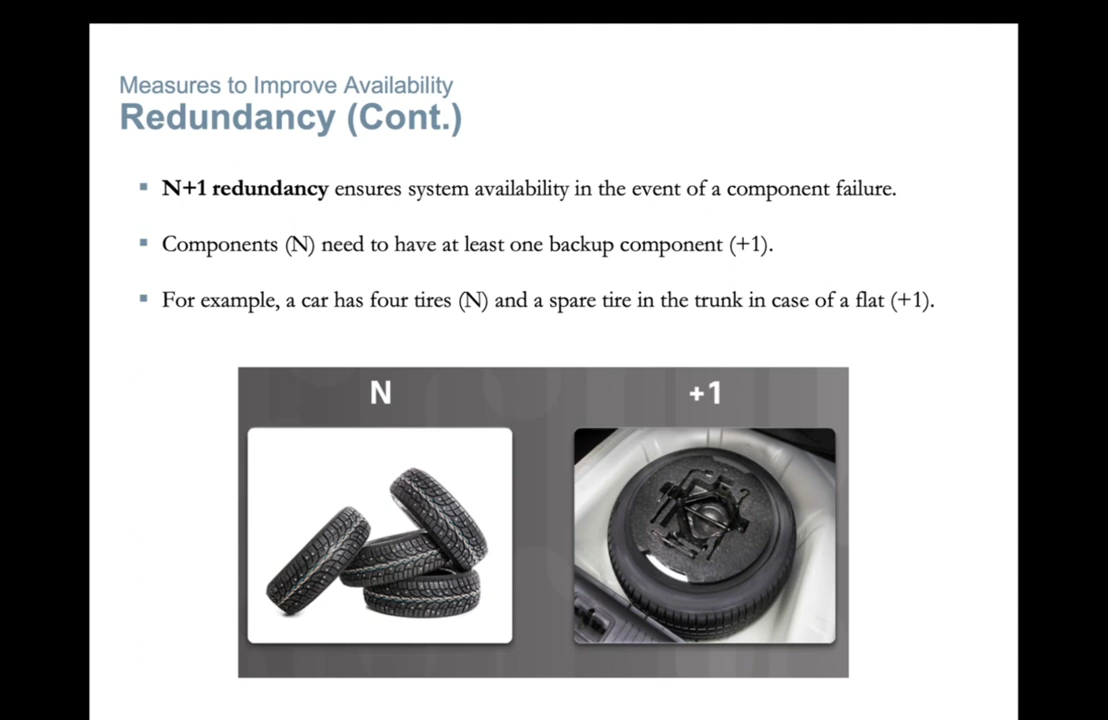 Measures to Improve Availability
Redundancy (Cont.)
▪ N+1 redundancy ensures system availability in the event of a component failure.
▪ Components (N) need to have at least one backup component (+1).
▪ For example, a car has four tires (N) and a spare tire in the trunk in case of a flat (+1).
N +1